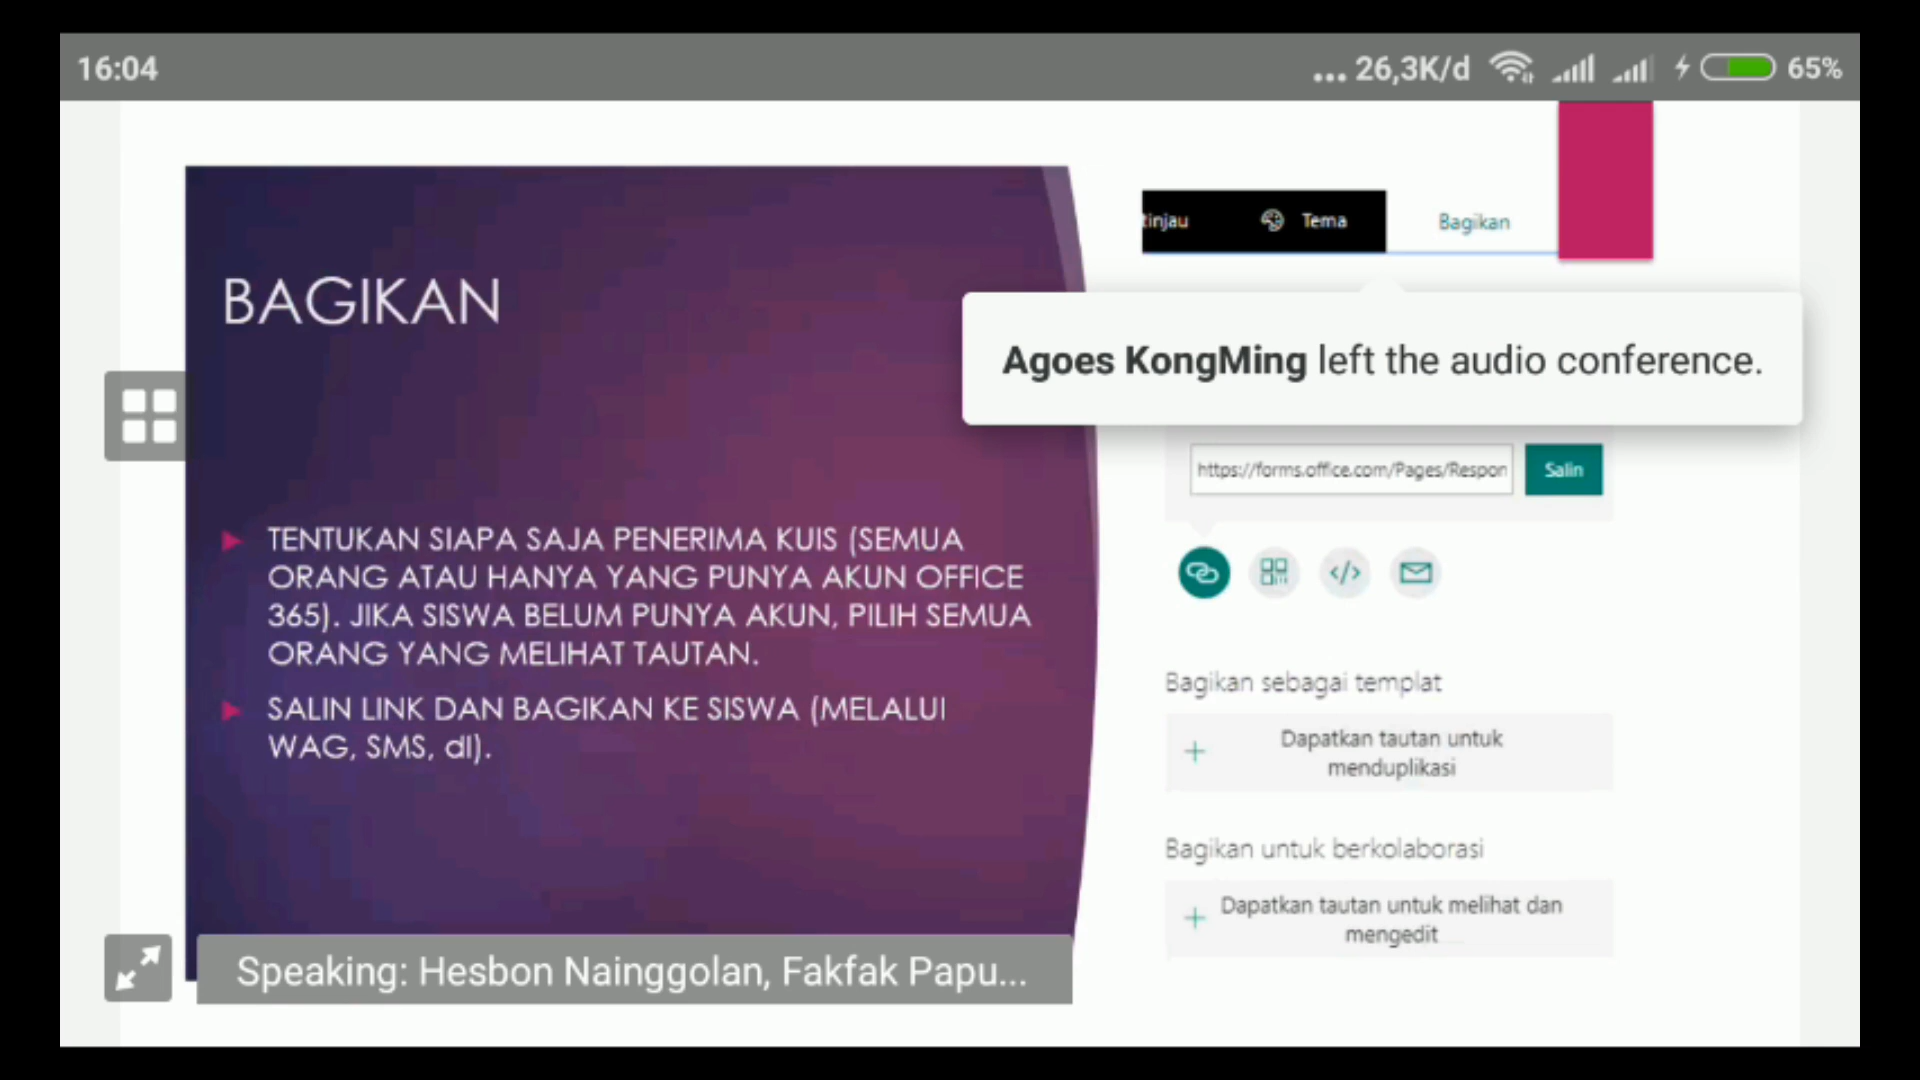 16:04
... 26,3K/d
65%
tinjau
Tema
Bagikan
BAGIKAN
Agoes KongMing left the audio conference.
https://forms.office.com/Pages/Respon
Salin
TENTUKAN SIAPA SAJA PENERIMA KUIS (SEMUA
ORANG ATAU HANYA YANG PUNYA AKUN OFFICE
365). JIKA SISWA BELUM PUNYA AKUN, PILIH SEMUA
ORANG YANG MELIHAT TAUTAN.
SALIN LINK DAN BAGIKAN KE SISWA (MELALUI
WAG, SMS, dl).
Bagikan sebagai templat
Dapatkan tautan untuk
menduplikasi
Bagikan untuk berkolaborasi
Dapatkan tautan untuk melihat dan
mengedit
Speaking: Hesbon Nainggolan, Fakfak Papu...